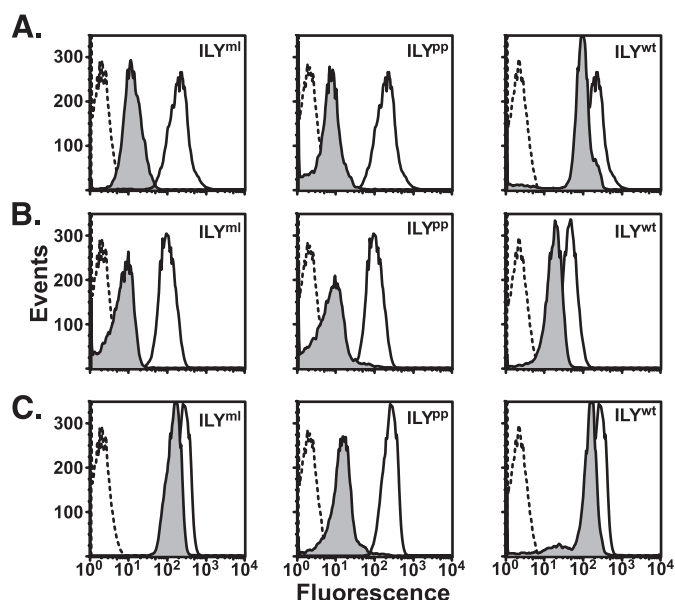 A.
ILYml ILYpp ILYwt
300
200
100
B.
ILYml ILYpp ILYwt
300
200
100
Events
C.
ILYml ILYpp ILYwt
300
200
100
10⁰ 10¹ 10² 10³ 10⁴ 10⁰ 10¹ 10² 10³ 10⁴ 10⁰ 10¹ 10² 10³ 10⁴
Fluorescence